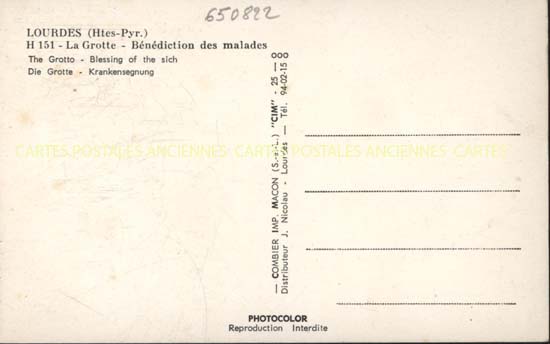 650822
LOURDES (Htes-Pyr.)
H 151 - La Grotte - Bénédiction des malades
The Grotto - Blessing of the sich
Die Grotte - Krankensegnung
CARTES POSTALES ANCIENNES CARTES POSTALES ANCIENNES
— COMBIER IMP. MACON (S.-&-L.) "CIM" - 25 — 000
Distributeur J. Nicolau - Lourdes — Tél. 94-02-15
PHOTOCOLOR
Reproduction Interdite